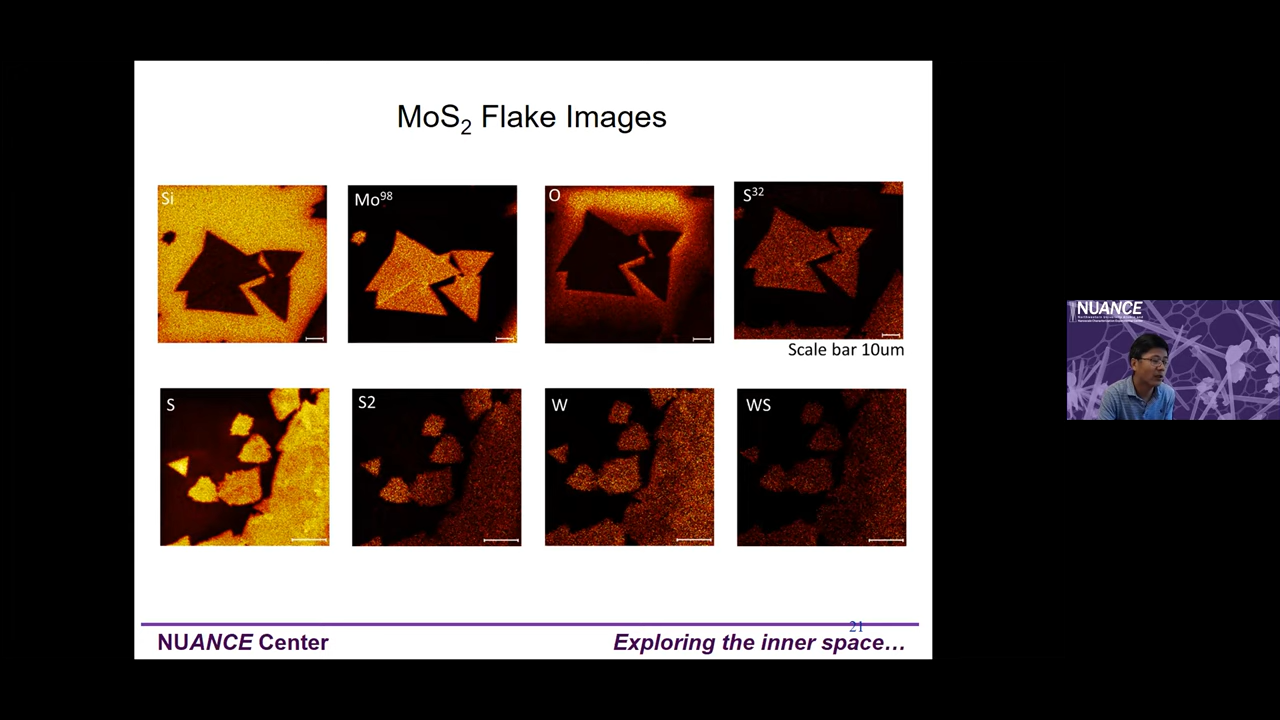 MoS₂ Flake Images
Si
Mo⁹⁸
O
S³²
Scale bar 10um
S
S2
W
WS
21
NUANCE Center
Exploring the inner space…
NUANCE